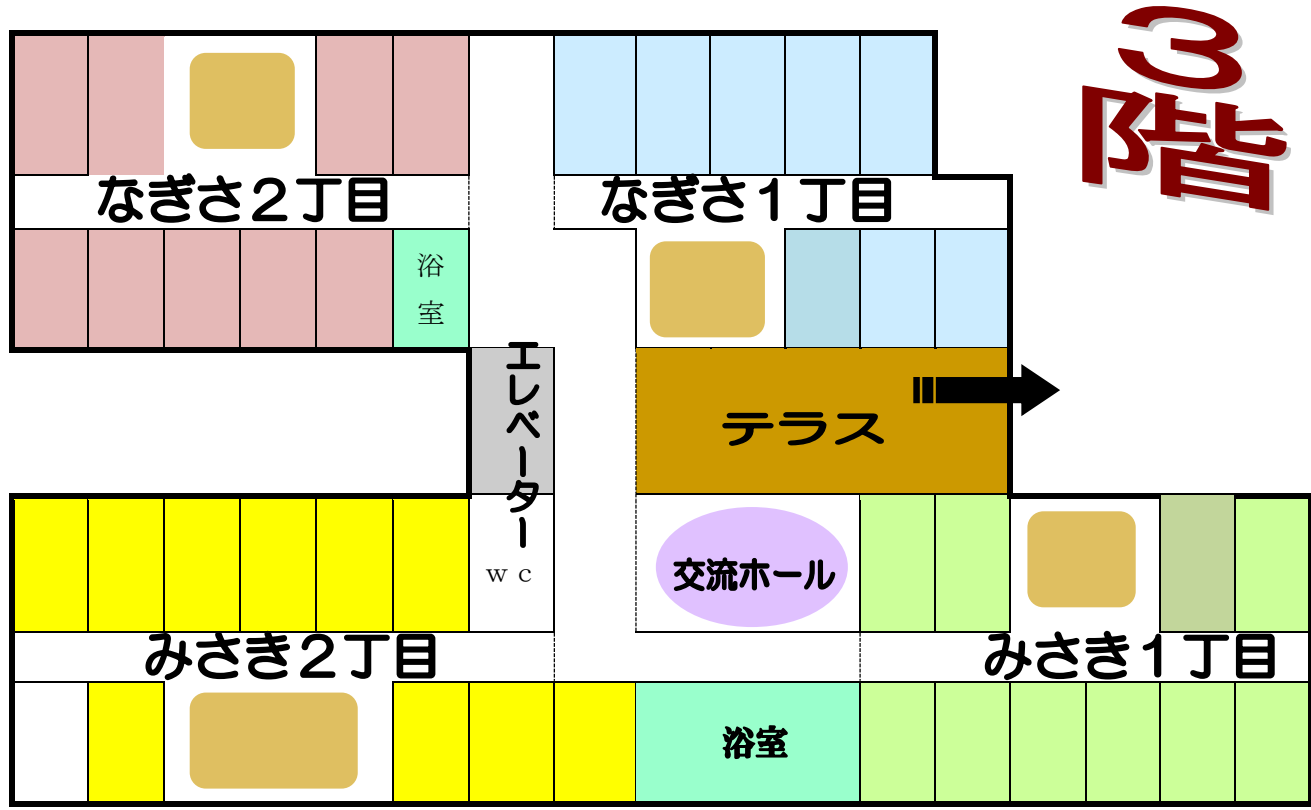 ３階
なぎさ２丁目
なぎさ１丁目
浴室
エレベーター
テラス
ｗｃ
交流ホール
みさき２丁目
みさき１丁目
浴室